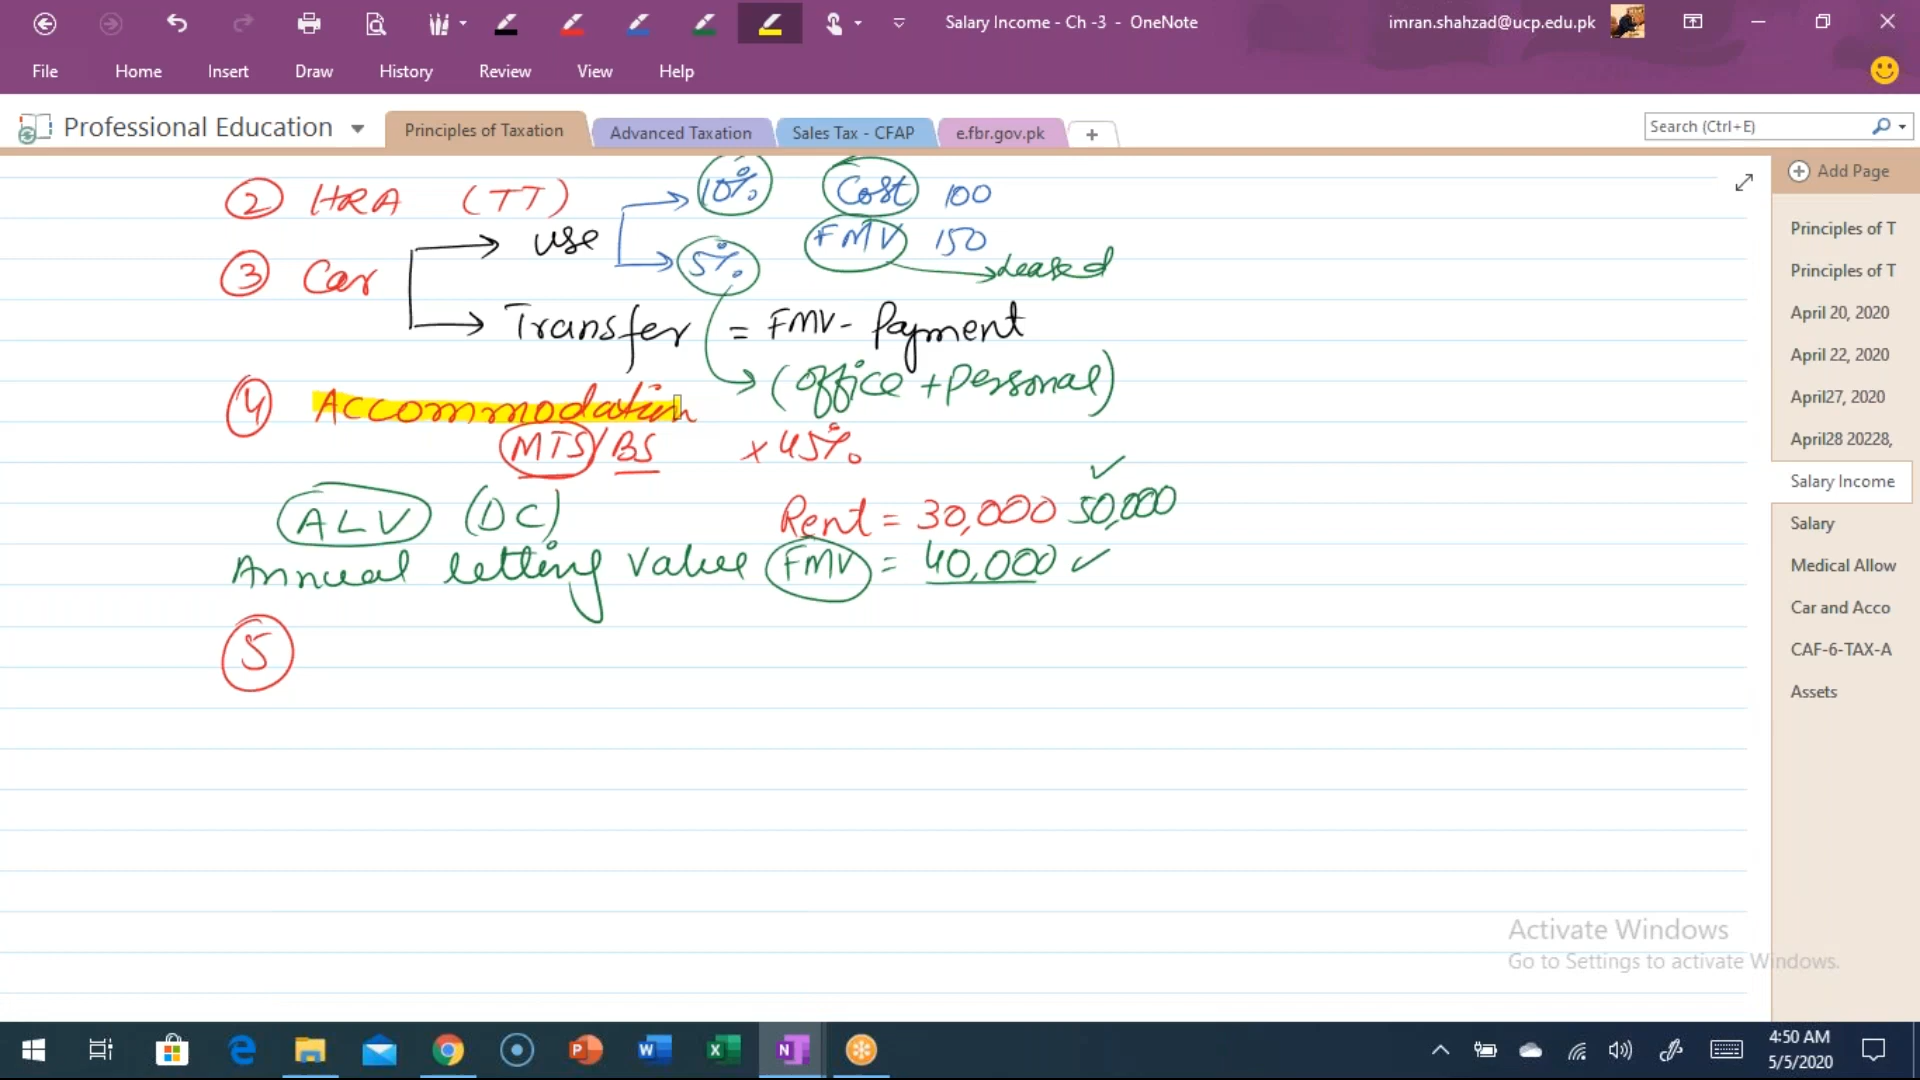 Salary Income - Ch -3 - OneNote
imran.shahzad@ucp.edu.pk
File Home Insert Draw History Review View Help
Professional Education
Principles of Taxation
Advanced Taxation
Sales Tax - CFAP
e.fbr.gov.pk
+
Search (Ctrl+E)
② HRA (TT) 10% Cost 100
use FMV 150
③ Car 5% Leased
Transfer = FMV - Payment
(office + Personal)
④ Accommodation
MTS/BS x 45%
ALV (DC) Rent = 30,000 50,000
Annual letting Value FMV = 40,000
⑤
Add Page
Principles of T
Principles of T
April 20, 2020
April 22, 2020
April27, 2020
April28 20228,
Salary Income
Salary
Medical Allow
Car and Acco
CAF-6-TAX-A
Assets
Activate Windows
Go to Settings to activate Windows.
4:50 AM
5/5/2020